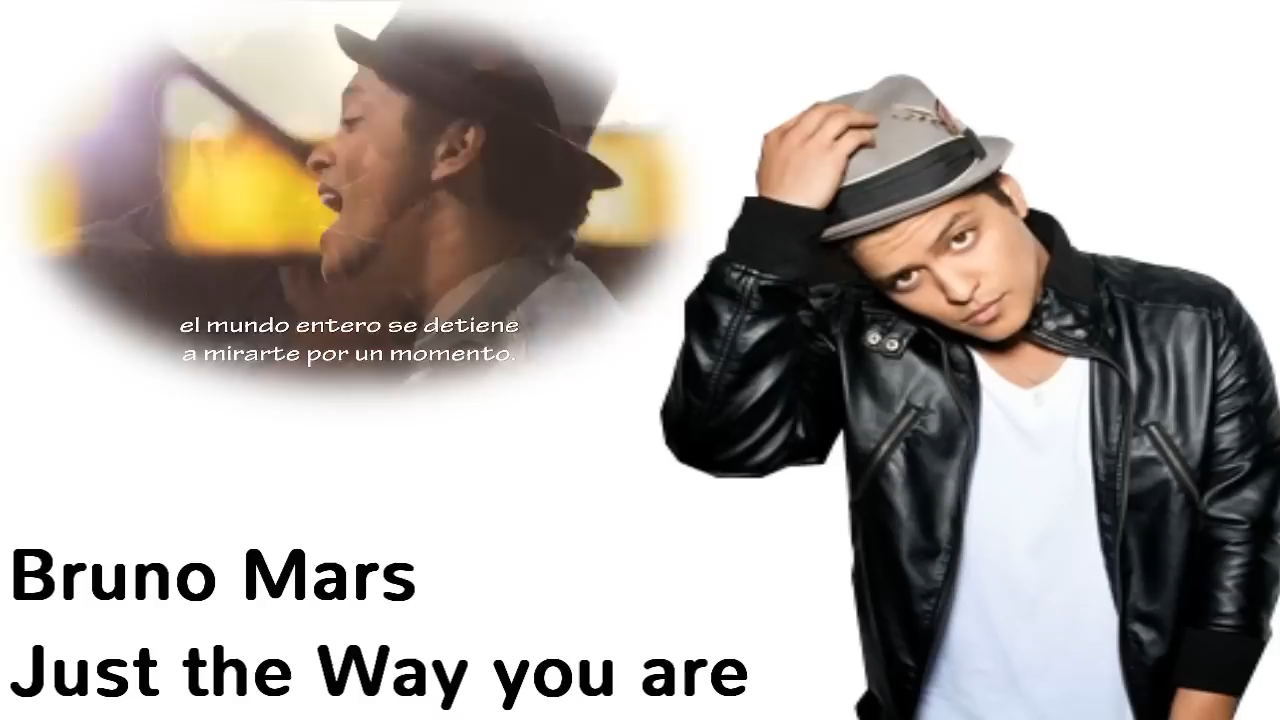 el mundo entero se detiene
a mirarte por un momento.
Bruno Mars
Just the Way you are